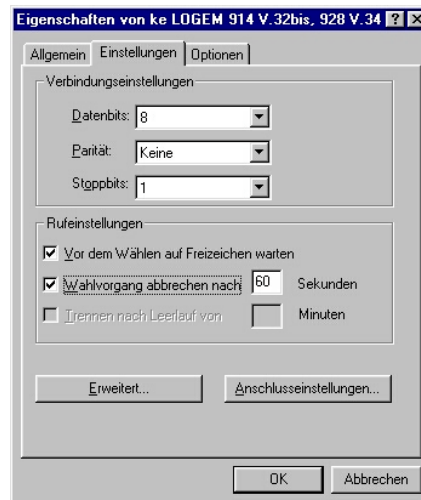 Eigenschaften von ke LOGEM 914 V.32bis, 928 V.34
Allgemein Einstellungen Optionen
Verbindungseinstellungen
Datenbits: 8
Parität: Keine
Stoppbits: 1
Rufeinstellungen
Vor dem Wählen auf Freizeichen warten
Wahlvorgang abbrechen nach 60 Sekunden
Trennen nach Leerlauf von Minuten
Erweitert... Anschlusseinstellungen...
OK Abbrechen